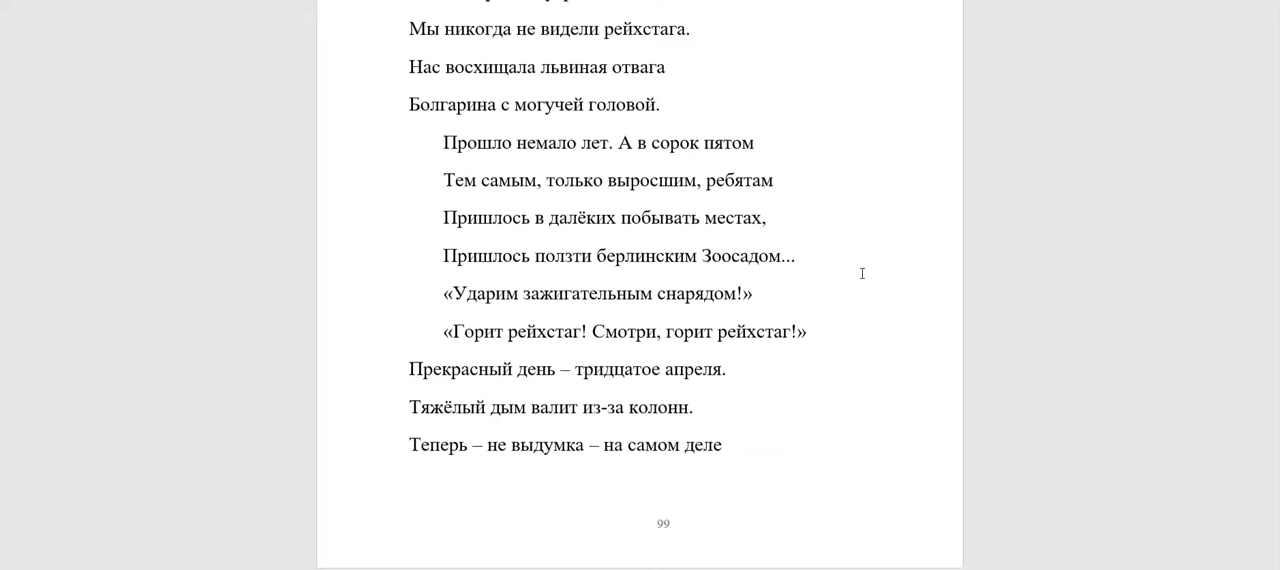 Мы никогда не видели рейхстага.
Нас восхищала львиная отвага
Болгарина с могучей головой.
Прошло немало лет. А в сорок пятом
Тем самым, только выросшим, ребятам
Пришлось в далёких побывать местах,
Пришлось ползти берлинским Зоосадом...
«Ударим зажигательным снарядом!»
«Горит рейхстаг! Смотри, горит рейхстаг!»
Прекрасный день – тридцатое апреля.
Тяжёлый дым валит из-за колонн.
Теперь – не выдумка – на самом деле
99